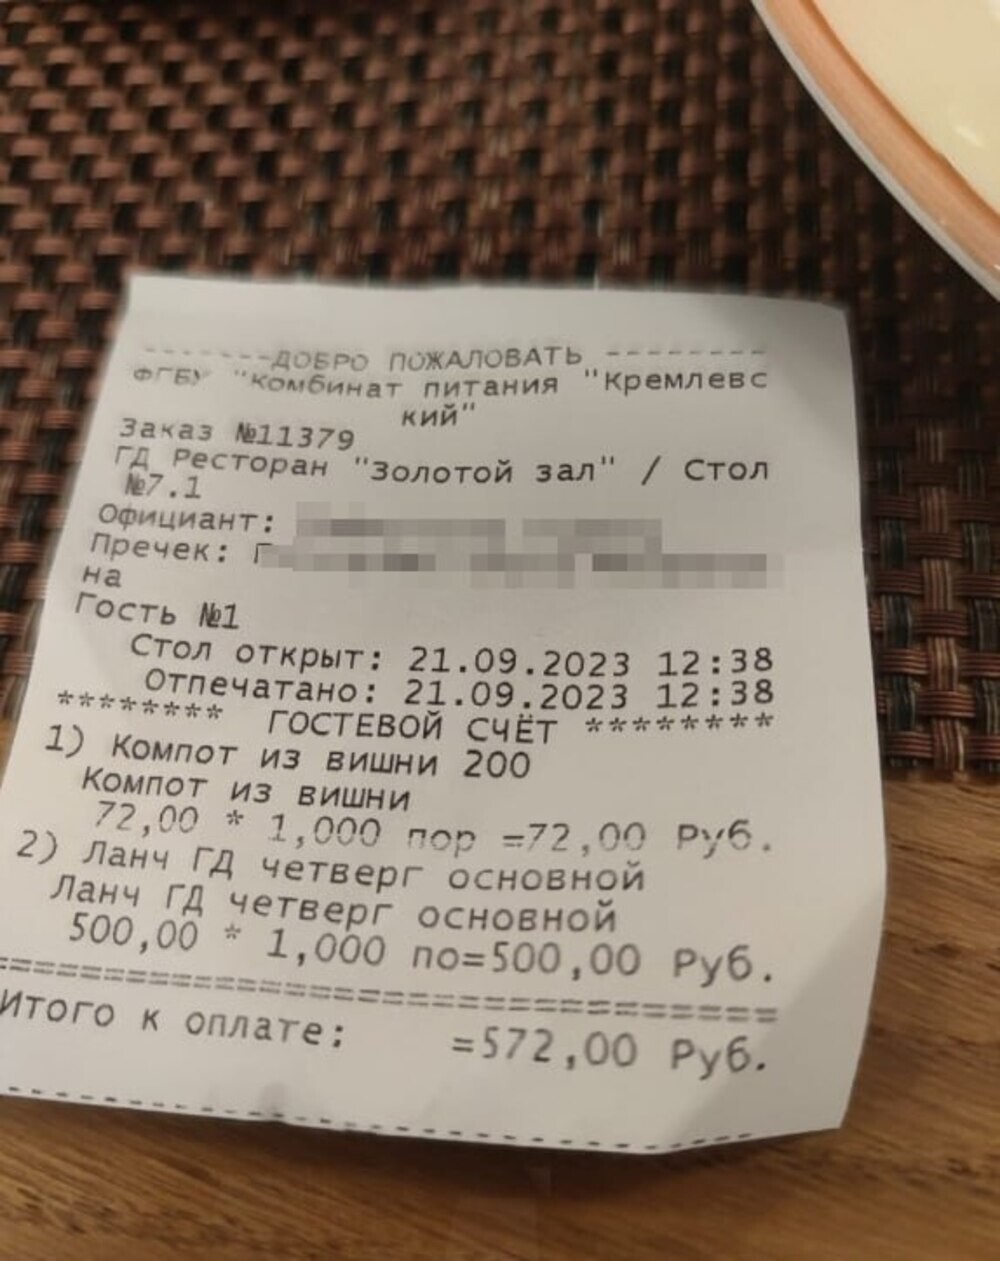 -------ДОБРО ПОЖАЛОВАТЬ --------
ФГБУ "Комбинат питания "Кремлевс
кий"
Заказ №11379
ГД Ресторан "Золотой зал" / Стол
№7.1
Официант:
Пречек: Г
на
Гость №1
Стол открыт: 21.09.2023 12:38
Отпечатано: 21.09.2023 12:38
******** ГОСТЕВОЙ СЧЁТ ********
1) Компот из вишни 200
Компот из вишни
72,00 * 1,000 пор =72,00 Руб.
2) Ланч ГД четверг основной
Ланч ГД четверг основной
500,00 * 1,000 по=500,00 Руб.
Итого к оплате: =572,00 Руб.